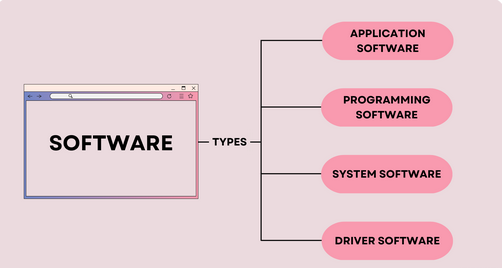 SOFTWARE
TYPES
APPLICATION
SOFTWARE
PROGRAMMING
SOFTWARE
SYSTEM SOFTWARE
DRIVER SOFTWARE